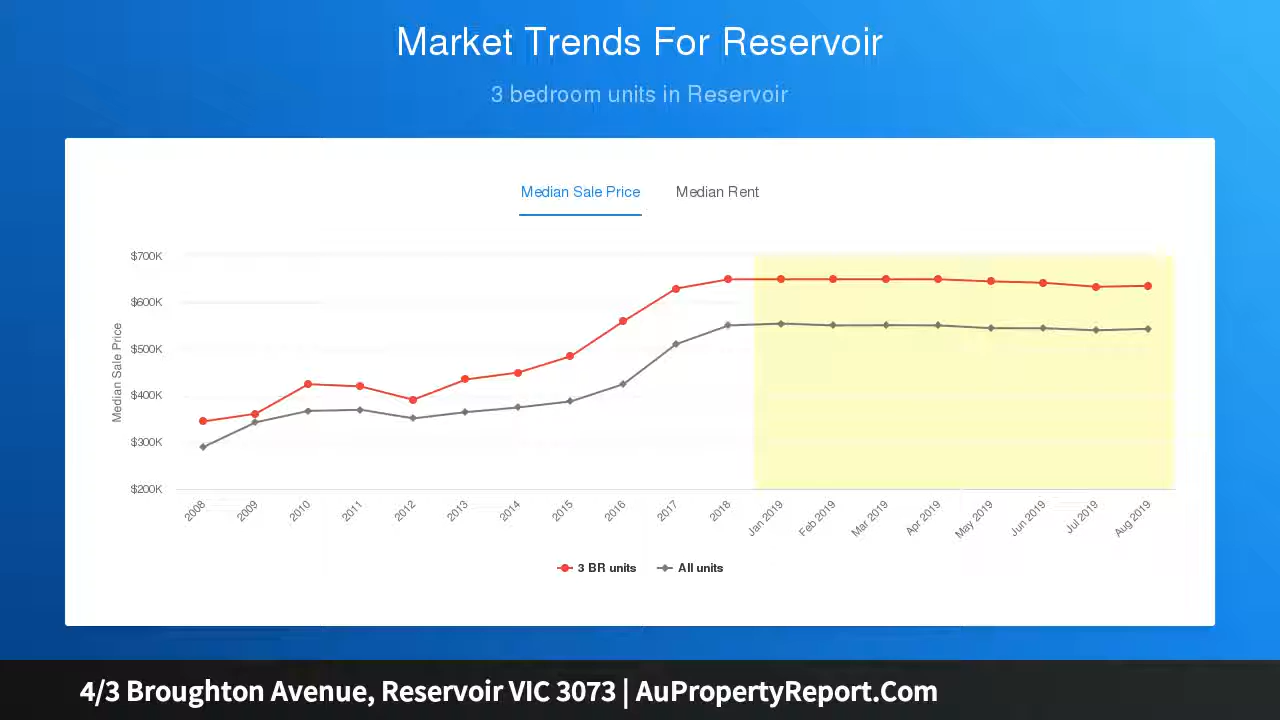 Market Trends For Reservoir
3 bedroom units in Reservoir
Median Sale Price Median Rent
$700K
$600K
$500K
$400K
$300K
$200K
Median Sale Price
2008 2009 2010 2011 2012 2013 2014 2015 2016 2017 2018 Jan 2019 Feb 2019 Mar 2019 Apr 2019 May 2019 Jun 2019 Jul 2019 Aug 2019
3 BR units All units
4/3 Broughton Avenue, Reservoir VIC 3073 | AuPropertyReport.Com